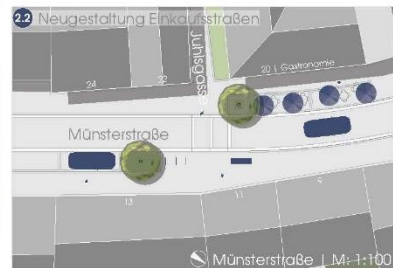 2.2 Neugestaltung Einkaufsstraßen
Juhlsgasse
24
22
20 | Gastronomie
Münsterstraße
13
11
9
Münsterstraße | M: 1:100